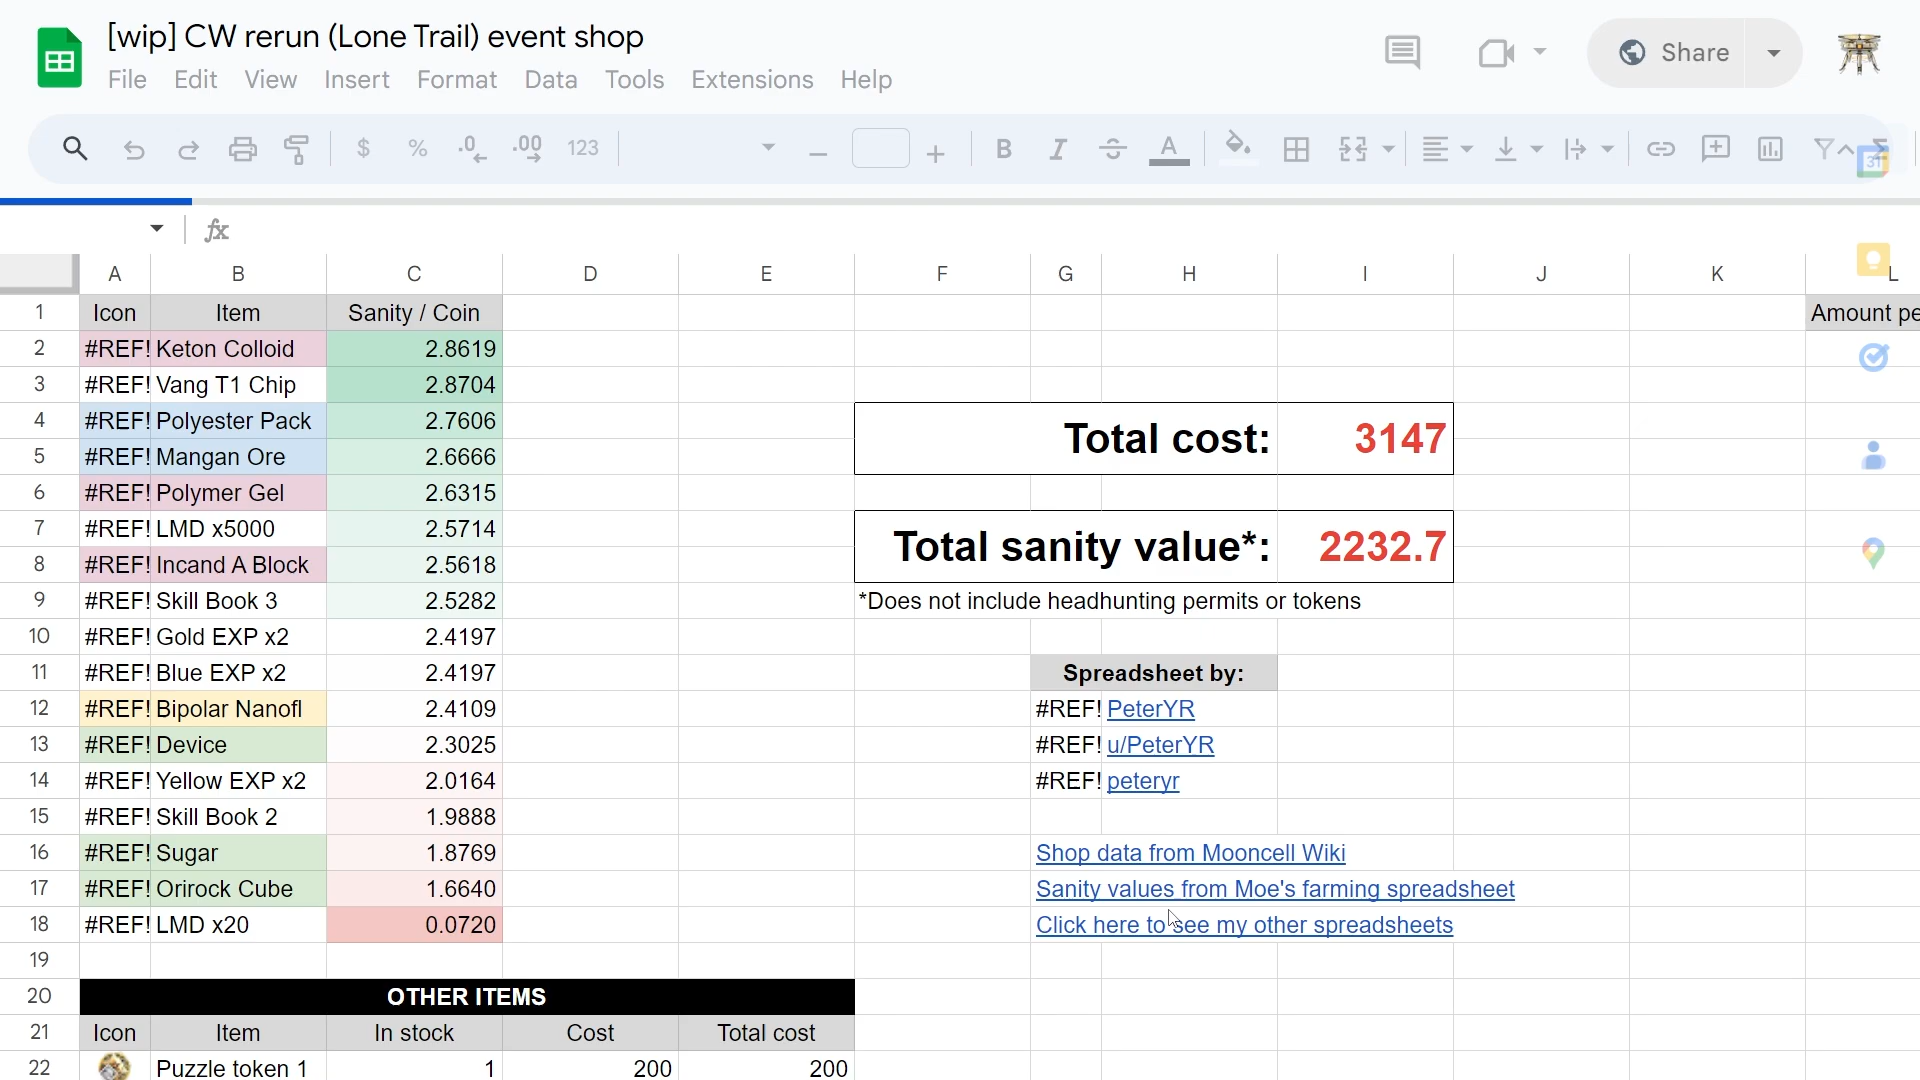 [wip] CW rerun (Lone Trail) event shop
File Edit View Insert Format Data Tools Extensions Help
Share
$ % .0 .00 123 B I S A
31
fx
A B C D E F G H I J K L
1 Icon Item Sanity / Coin Amount pe
2 #REF! Keton Colloid 2.8619
3 #REF! Vang T1 Chip 2.8704
4 #REF! Polyester Pack 2.7606
Total cost: 3147
5 #REF! Mangan Ore 2.6666
6 #REF! Polymer Gel 2.6315
7 #REF! LMD x5000 2.5714
Total sanity value*: 2232.7
8 #REF! Incand A Block 2.5618
9 #REF! Skill Book 3 2.5282 *Does not include headhunting permits or tokens
10 #REF! Gold EXP x2 2.4197
11 #REF! Blue EXP x2 2.4197 Spreadsheet by:
12 #REF! Bipolar Nanofl 2.4109 #REF! PeterYR
13 #REF! Device 2.3025 #REF! u/PeterYR
14 #REF! Yellow EXP x2 2.0164 #REF! peteryr
15 #REF! Skill Book 2 1.9888
16 #REF! Sugar 1.8769 Shop data from Mooncell Wiki
17 #REF! Orirock Cube 1.6640 Sanity values from Moe's farming spreadsheet
18 #REF! LMD x20 0.0720 Click here to see my other spreadsheets
19
20 OTHER ITEMS
21 Icon Item In stock Cost Total cost
22 Puzzle token 1 1 200 200